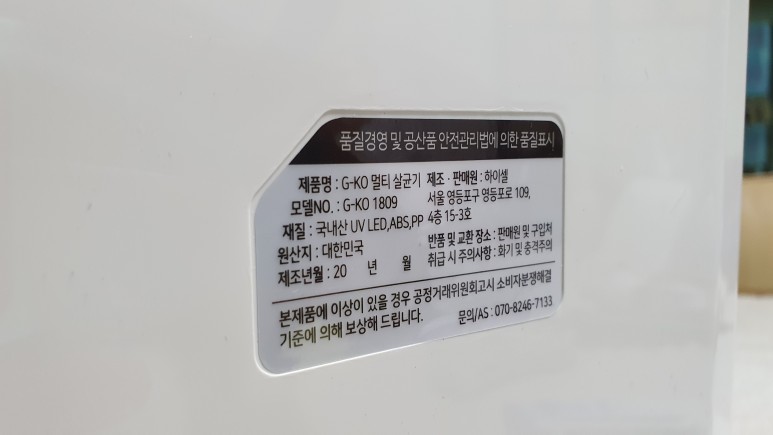 품질경영 및 공산품 안전관리법에 의한 품질표시
제품명 : G-KO 멀티 살균기
모델NO. : G-KO 1809
재질 : 국내산 UV LED,ABS,PP
원산지 : 대한민국
제조년월 : 20 년 월
제조 · 판매원 : 하이셀
서울 영등포구 영등포로 109,
4층 15-3호
반품 및 교환 장소 : 판매원 및 구입처
취급 시 주의사항 : 화기 및 충격주의
본제품에 이상이 있을 경우 공정거래위원회고시 소비자분쟁해결
기준에 의해 보상해 드립니다.
문의/AS : 070-8246-7133